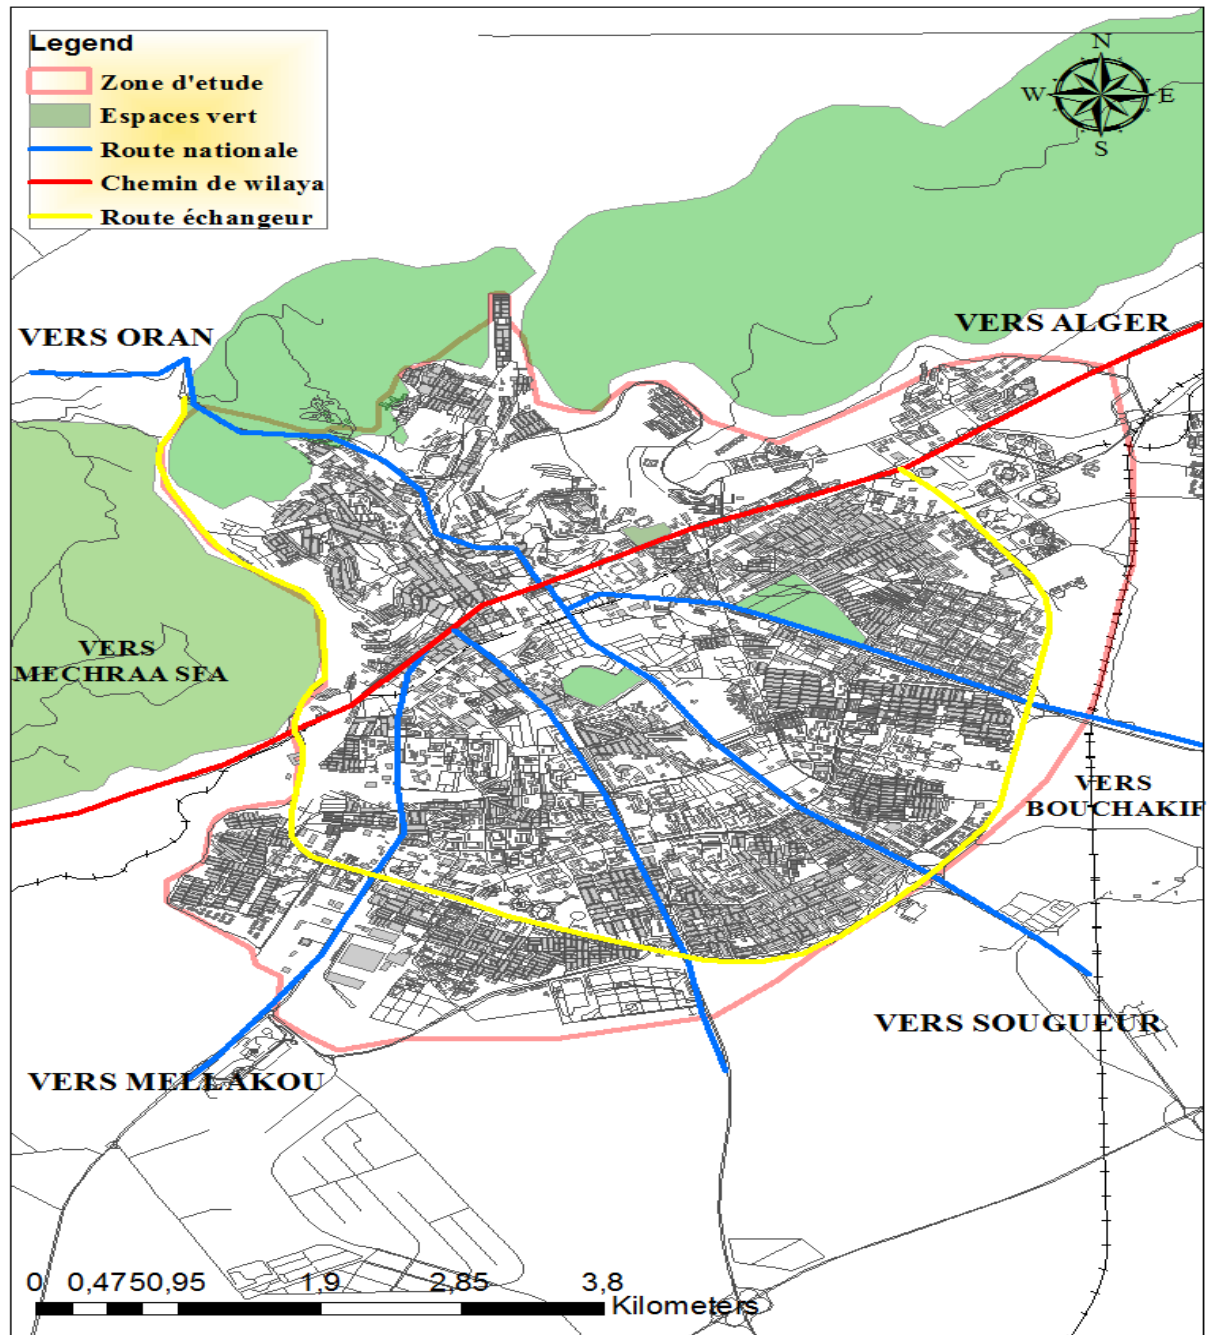 Legend
Zone d'etude
Espaces vert
Route nationale
Chemin de wilaya
Route échangeur
N
W E
S
VERS ORAN
VERS ALGER
VERS
MECHRAA SFA
VERS
BOUCHAKIF
VERS SOUGUEUR
VERS MELLAKOU
0 0,4750,95 1,9 2,85 3,8
Kilometers